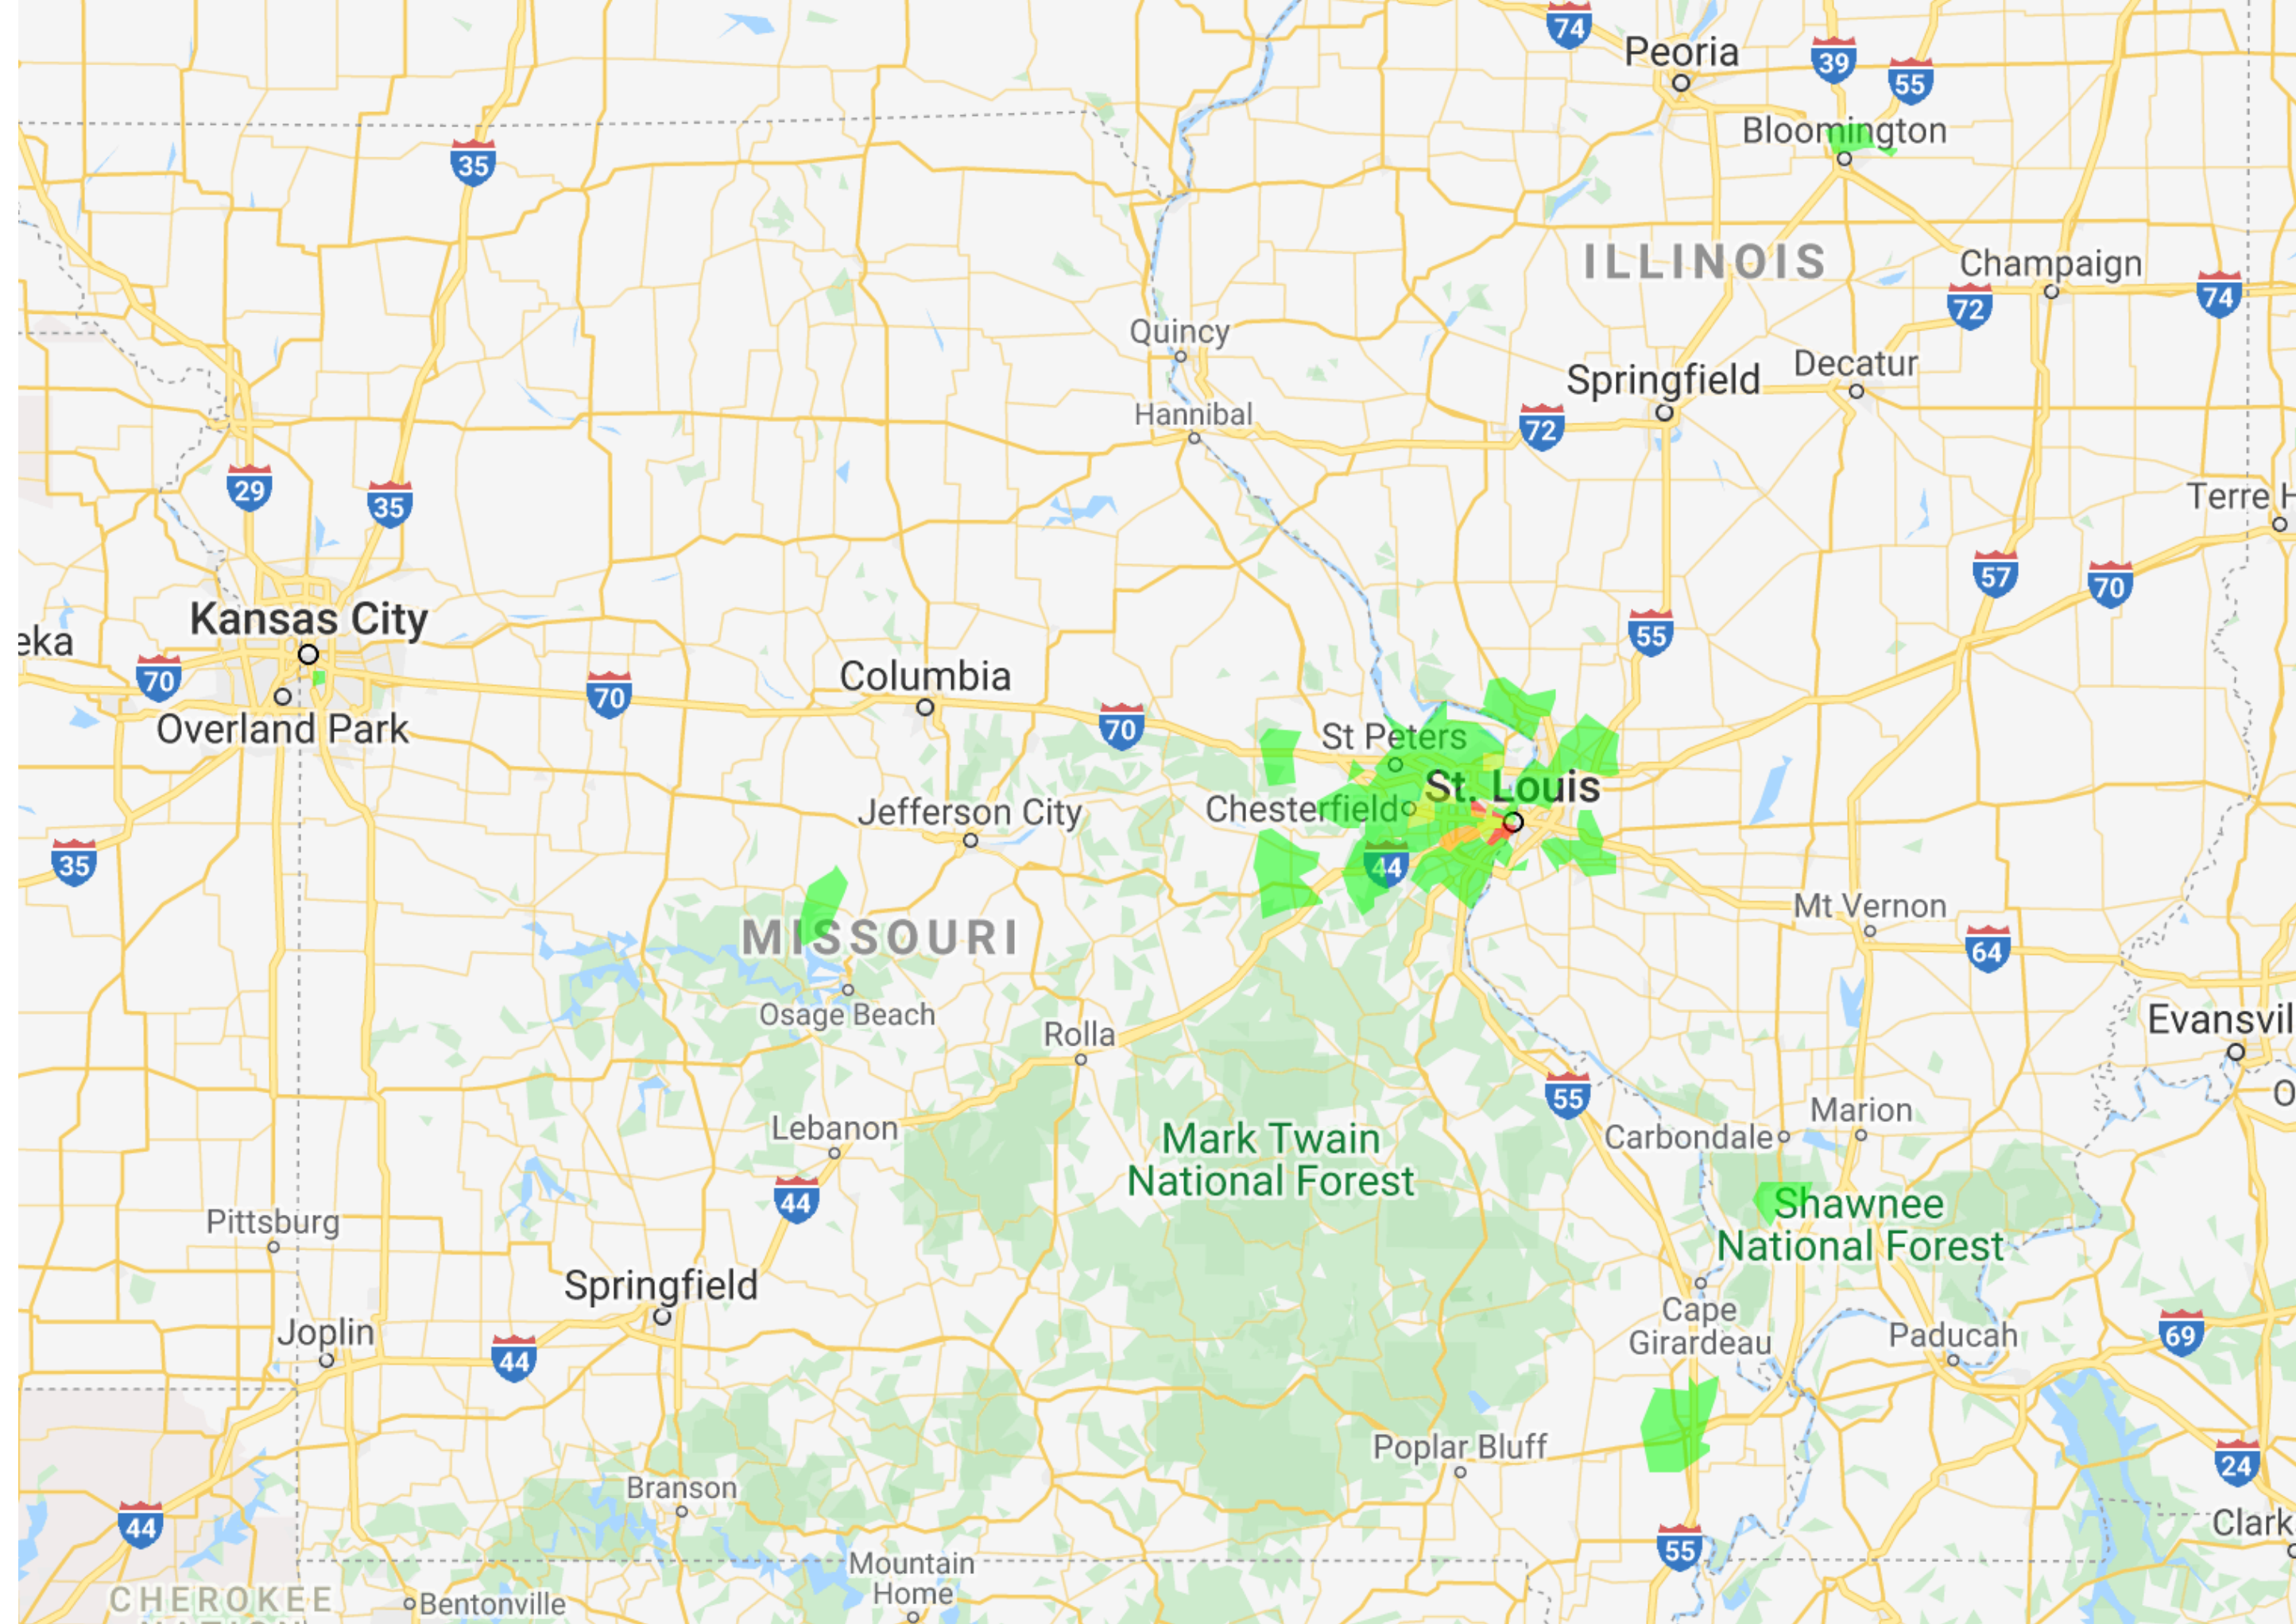 74
Peoria
39
55
Bloomington
35
ILLINOIS
Champaign
72
74
Quincy
Springfield
Decatur
Hannibal
72
29
35
Terre H
57
70
Kansas City
55
eka
70
Overland Park
70
Columbia
70
St Peters
St. Louis
Chesterfield
Jefferson City
35
44
MISSOURI
Mt Vernon
64
Osage Beach
Rolla
Evansvil
55
O
Lebanon
Mark Twain
National Forest
Carbondale
Marion
44
Shawnee
National Forest
Pittsburg
Springfield
Joplin
44
Cape
Girardeau
Paducah
69
Poplar Bluff
Branson
24
44
55
Clark
Mountain
Home
CHEROKEE
NATION
Bentonville